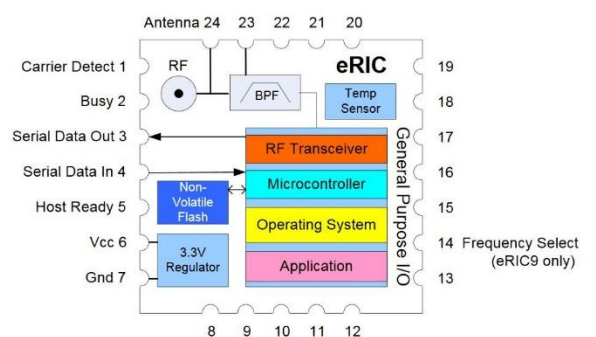 Antenna 24 23 22 21 20
Carrier Detect 1
RF
eRIC
19
BPF
Temp
Sensor
Busy 2
18
Serial Data Out 3
17
RF Transceiver
Serial Data In 4
16
Microcontroller
Non-
Volatile
Flash
Host Ready 5
15
Operating System
Vcc 6
14 Frequency Select
(eRIC9 only)
3.3V
Regulator
Application
Gnd 7
13
General Purpose I/O
8 9 10 11 12